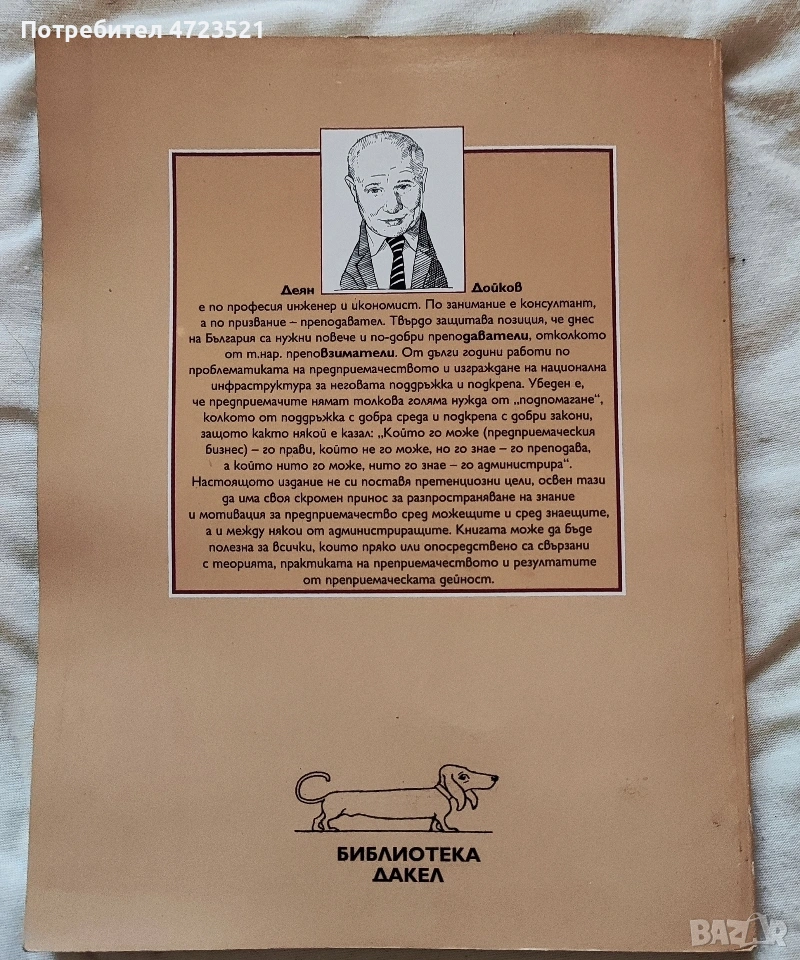 Потребител 4723521
Деян Дойков
е по професия инженер и икономист. По занимание е консултант,
а по призвание – преподавател. Твърдо защитава позиция, че днес
на България са нужни повече и по-добри преподаватели, отколкото
от т.нар. преповзиматели. От дълги години работи по
проблематиката на предприемачеството и изграждане на национална
инфраструктура за неговата поддръжка и подкрепа. Убеден е,
че предприемачите нямат толкова голяма нужда от „подпомагане“,
колкото от поддръжка с добра среда и подкрепа с добри закони,
защото както някой е казал: „Който го може (предприемаческия
бизнес) – го прави, който не го може, но го знае – го преподава,
а който нито го може, нито го знае – го администрира“.
Настоящото издание не си поставя претенциозни цели, освен тази
да има своя скромен принос за разпространяване на знание
и мотивация за предприемачество сред можещите и сред знаещите,
а и между някои от администриращите. Книгата може да бъде
полезна за всички, които пряко или опосредствено са свързани
с теорията, практиката на преприемачеството и резултатите
от преприемаческата дейност.
БИБЛИОТЕКА
ДАКЕЛ
BAZAR